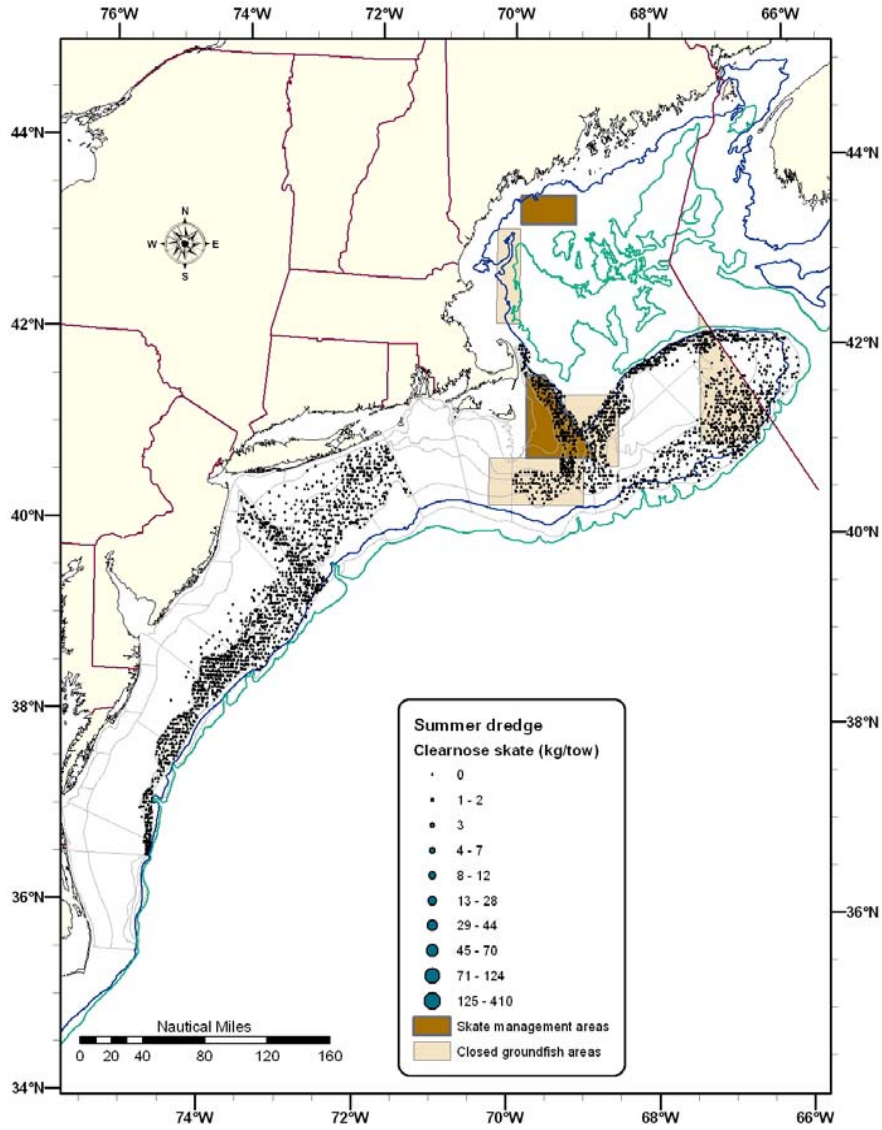 76°W 74°W 72°W 70°W 68°W 66°W
44°N 44°N
N
W E
S
42°N 42°N
40°N 40°N
38°N 38°N
Summer dredge
Clearnose skate (kg/tow)
0
1 - 2
3
4 - 7
8 - 12
13 - 28
29 - 44
45 - 70
71 - 124
125 - 410
Skate management areas
Closed groundfish areas
36°N 36°N
Nautical Miles
0 10 20 40 80 120 160
34°N
74°W 72°W 70°W 68°W 66°W